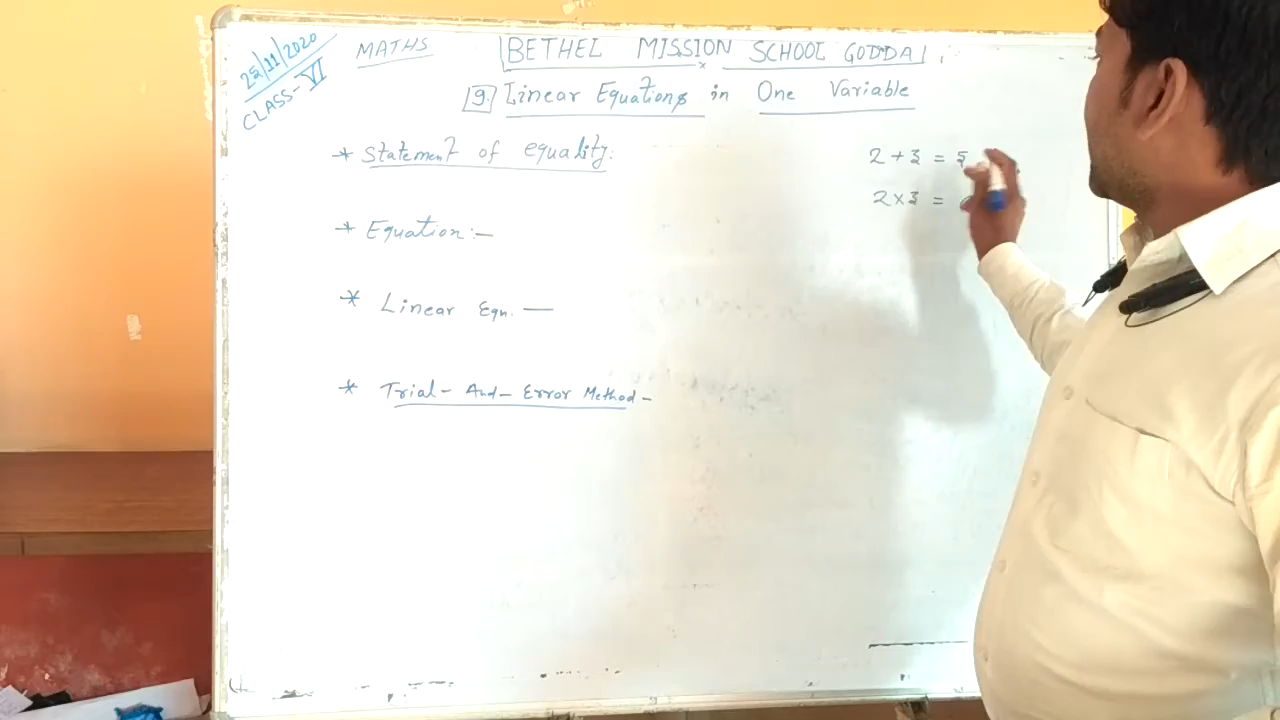 25/11/2020
CLASS-VI
MATHS
BETHEL MISSION SCHOOL GODDA
9. Linear Equations in One Variable
* Statement of equality:
2+3 = 5
2×3 =
* Equation:-
* Linear Eqn. —
* Trial-And-Error Method-